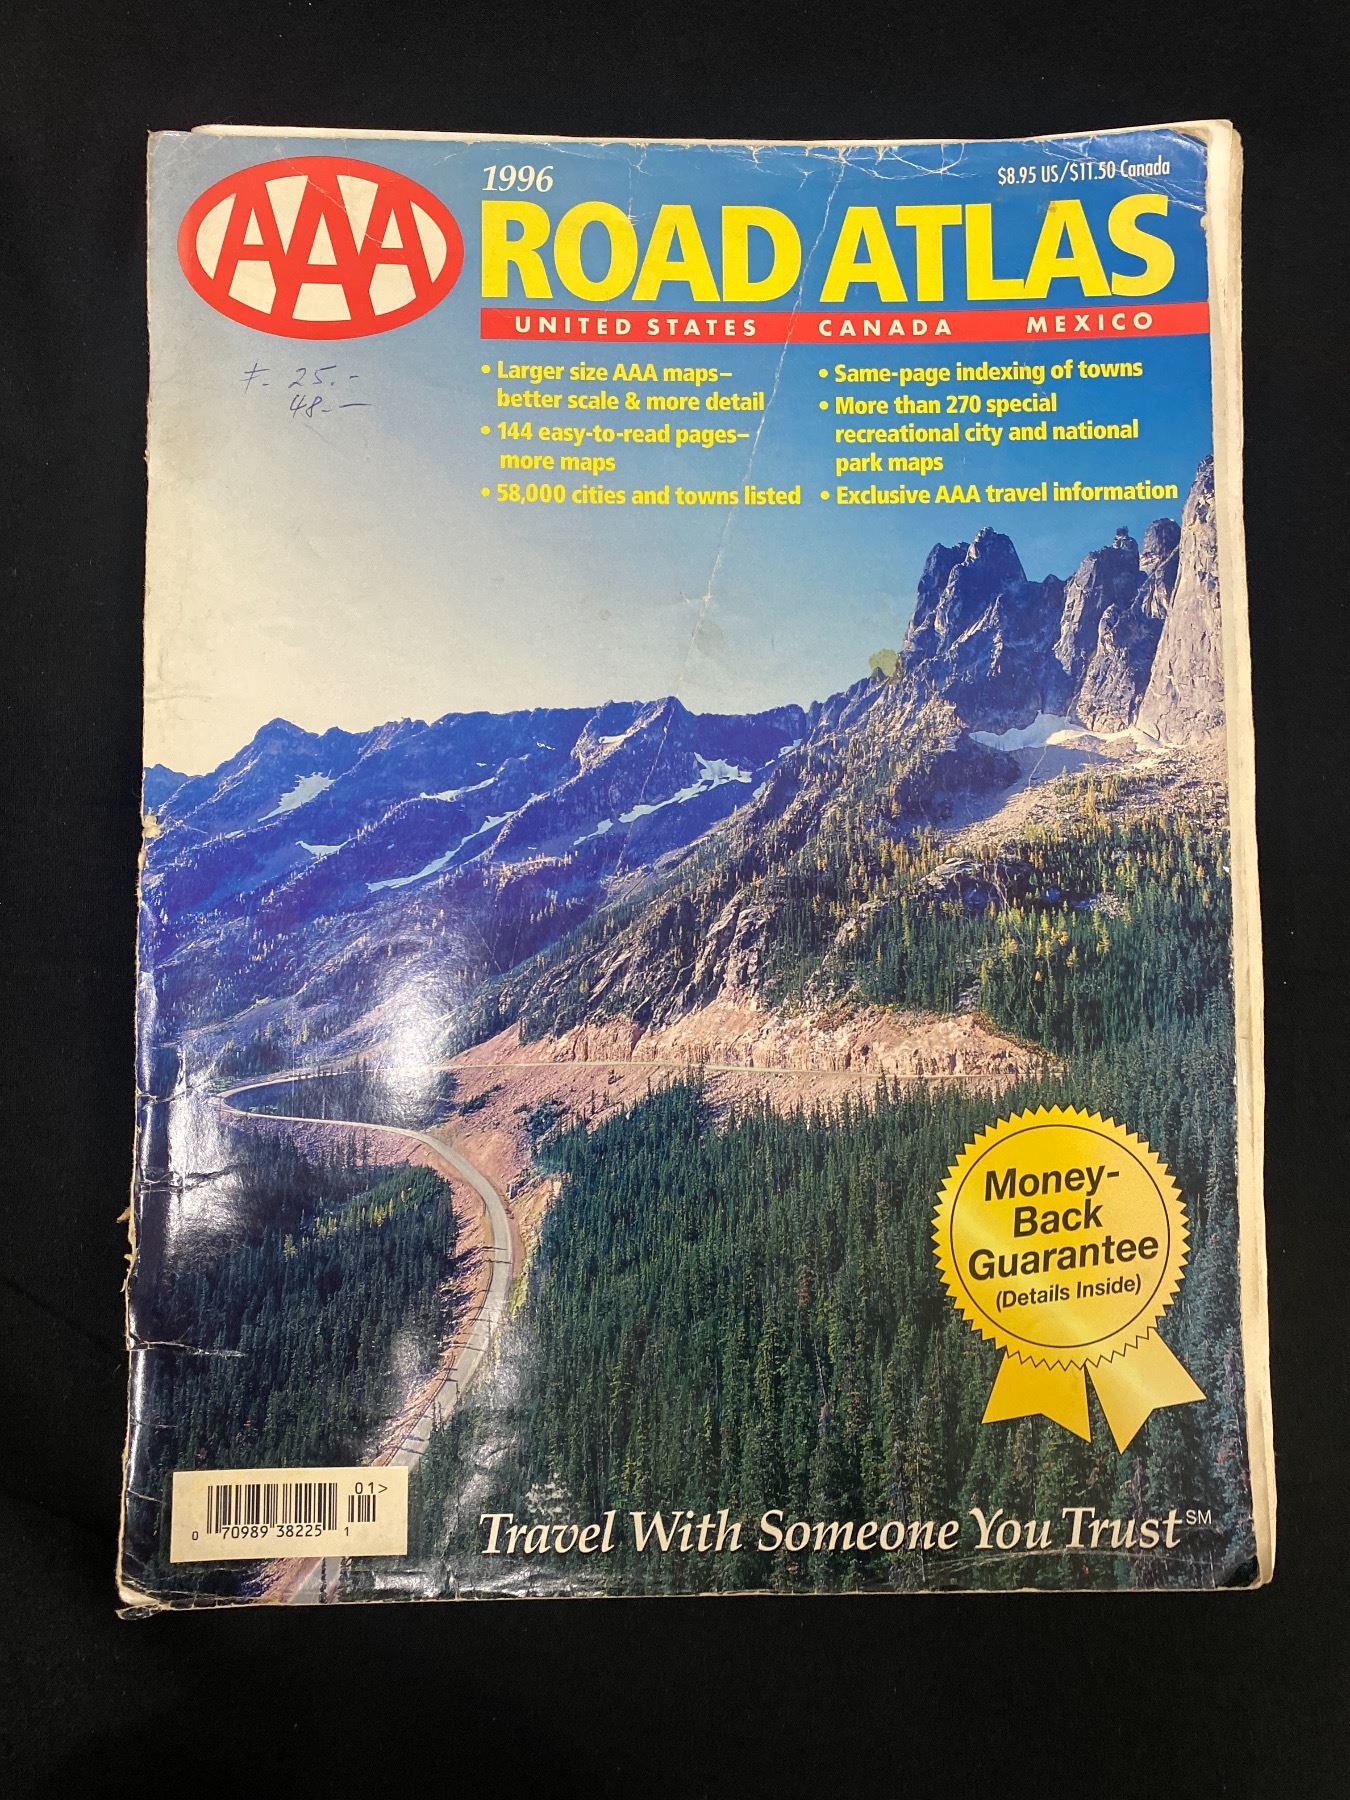 AAA
1996
$8.95 US/$11.50 Canada
ROAD ATLAS
UNITED STATES CANADA MEXICO
• Larger size AAA maps–
better scale & more detail
• 144 easy-to-read pages–
more maps
• 58,000 cities and towns listed
• Same-page indexing of towns
• More than 270 special
recreational city and national
park maps
• Exclusive AAA travel information
25.-
48.—
Money-
Back
Guarantee
(Details Inside)
01>
0 70989 38225 1
Travel With Someone You Trust℠